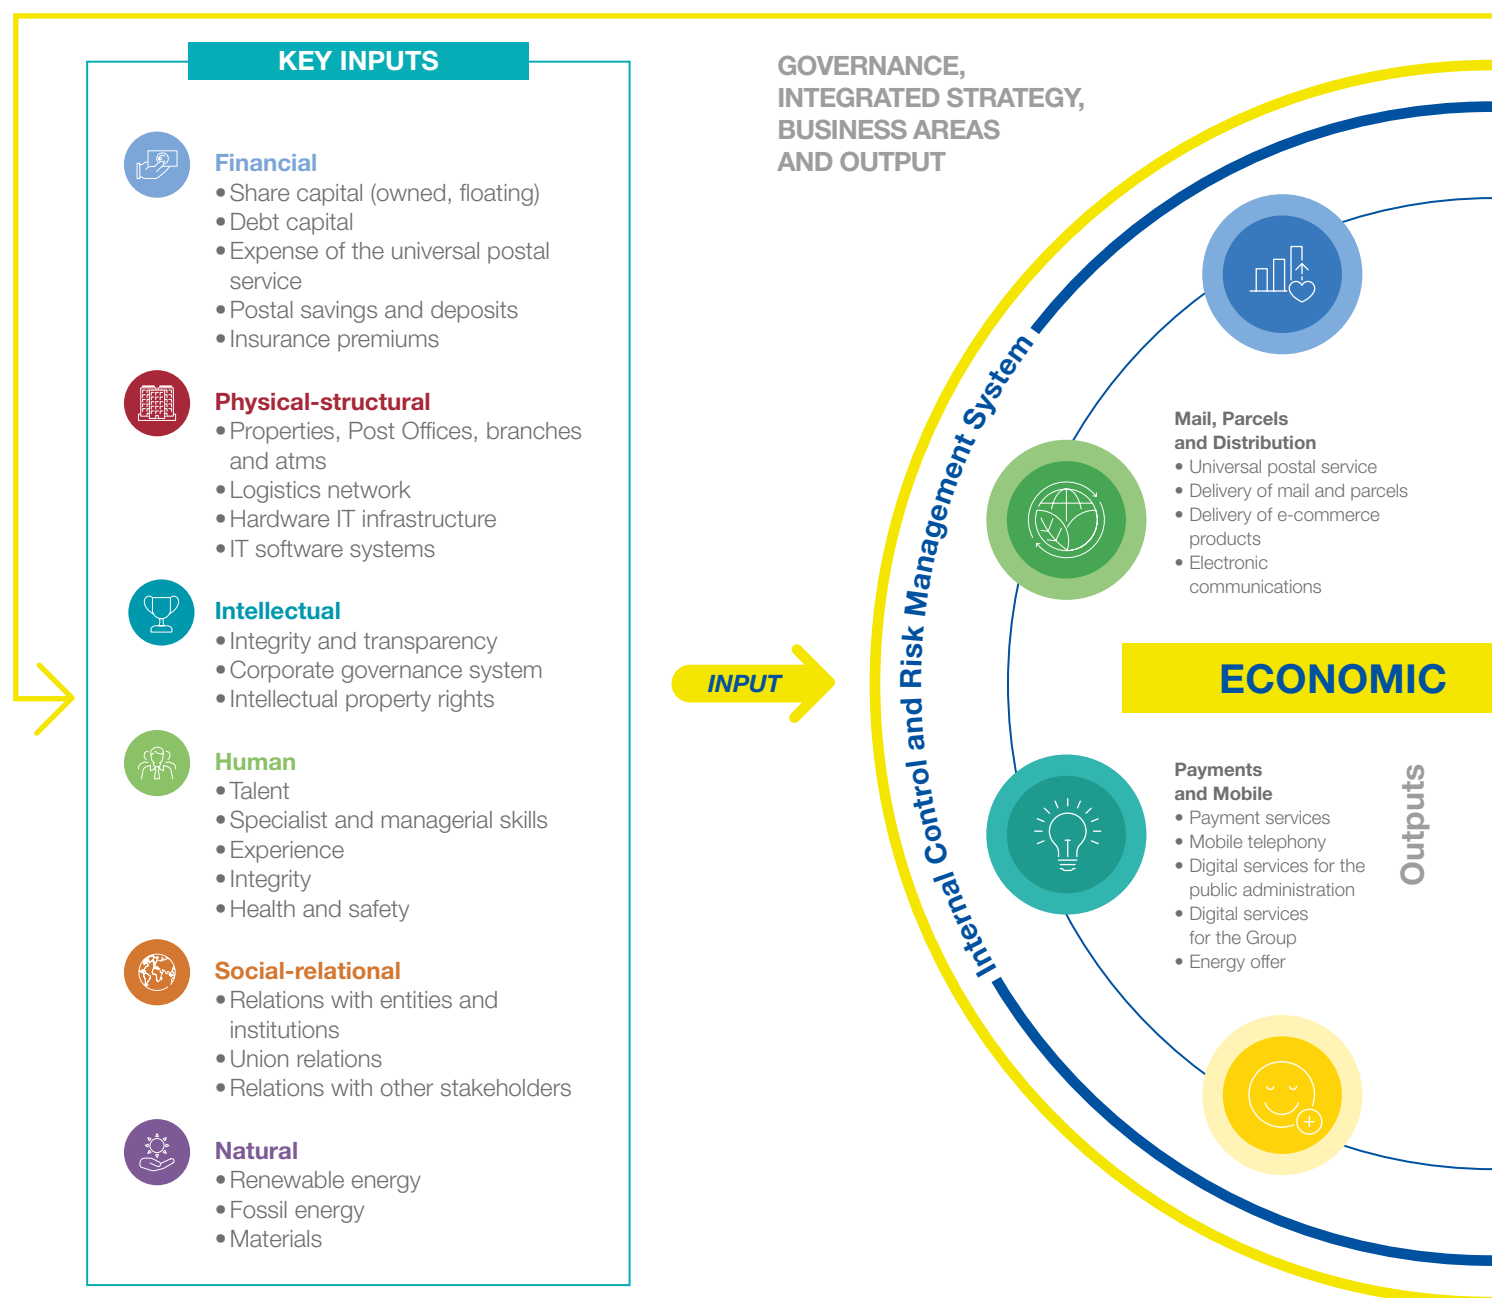 KEY INPUTS
Financial
• Share capital (owned, floating)
• Debt capital
• Expense of the universal postal
service
• Postal savings and deposits
• Insurance premiums
Physical-structural
• Properties, Post Offices, branches
and atms
• Logistics network
• Hardware IT infrastructure
• IT software systems
Intellectual
• Integrity and transparency
• Corporate governance system
• Intellectual property rights
Human
• Talent
• Specialist and managerial skills
• Experience
• Integrity
• Health and safety
Social-relational
• Relations with entities and
institutions
• Union relations
• Relations with other stakeholders
Natural
• Renewable energy
• Fossil energy
• Materials
INPUT
GOVERNANCE,
INTEGRATED STRATEGY,
BUSINESS AREAS
AND OUTPUT
Internal Control and Risk Management System
Mail, Parcels
and Distribution
• Universal postal service
• Delivery of mail and parcels
• Delivery of e-commerce
products
• Electronic
communications
ECONOMIC
Payments
and Mobile
• Payment services
• Mobile telephony
• Digital services for the
public administration
• Digital services
for the Group
• Energy offer
Outputs